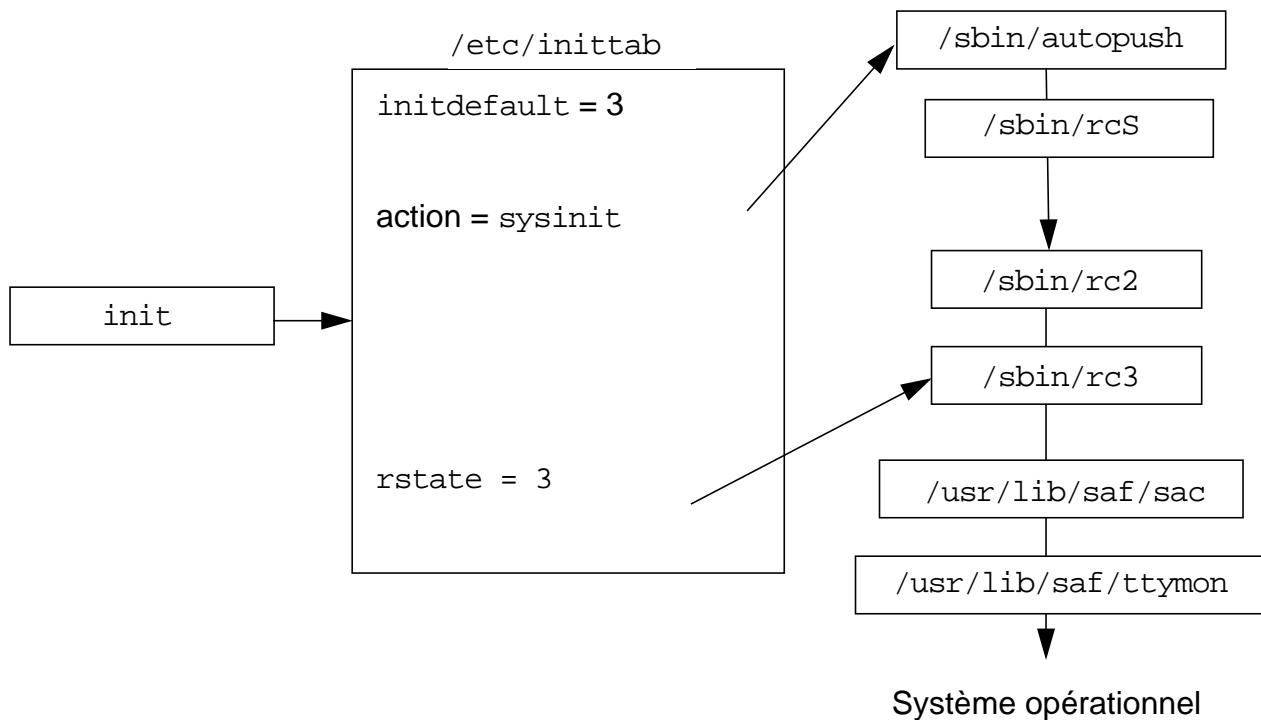 /etc/inittab
initdefault = 3
action = sysinit
rstate = 3
init
/sbin/autopush
/sbin/rcS
/sbin/rc2
/sbin/rc3
/usr/lib/saf/sac
/usr/lib/saf/ttymon
Système opérationnel